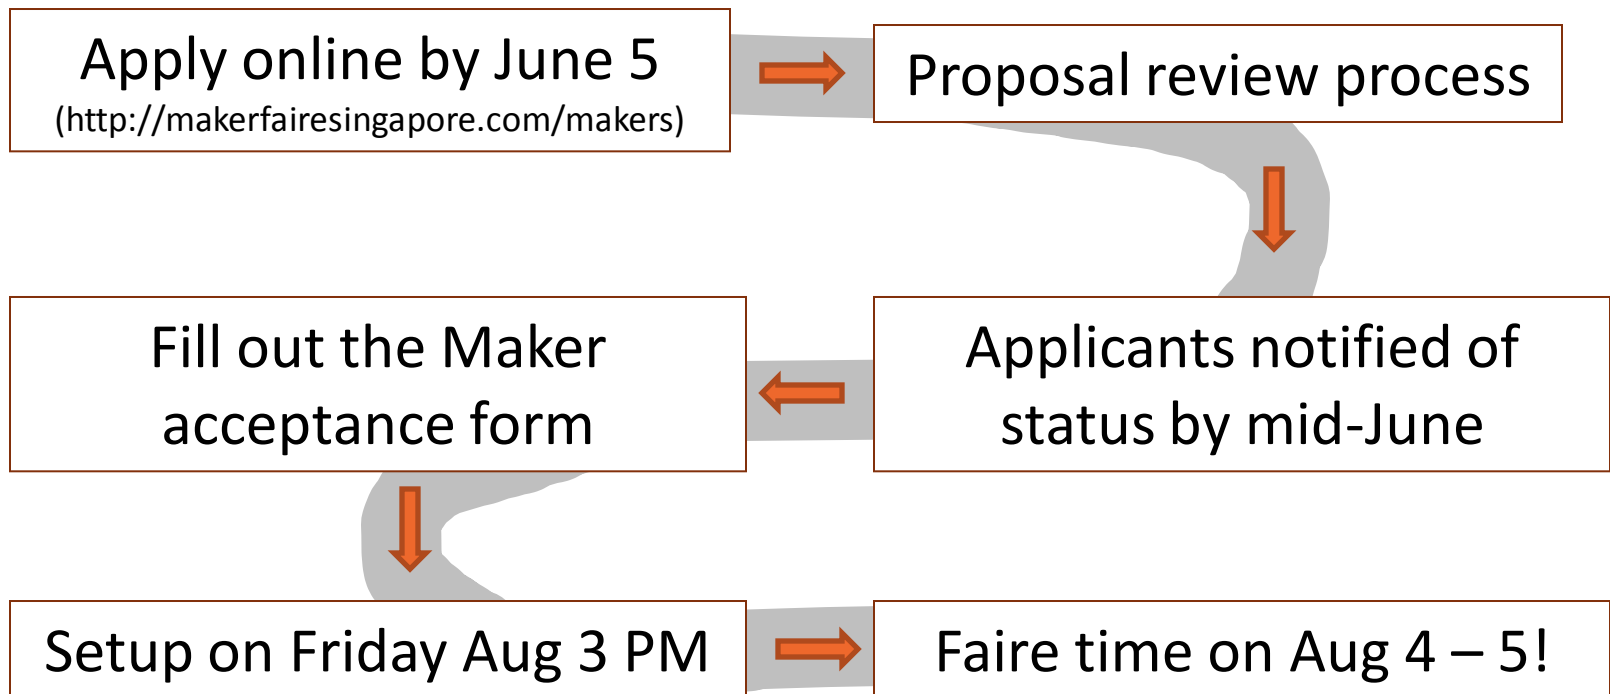 Apply online by June 5
(http://makerfairesingapore.com/makers)
Proposal review process
Applicants notified of
status by mid-June
Fill out the Maker
acceptance form
Setup on Friday Aug 3 PM
Faire time on Aug 4 – 5!